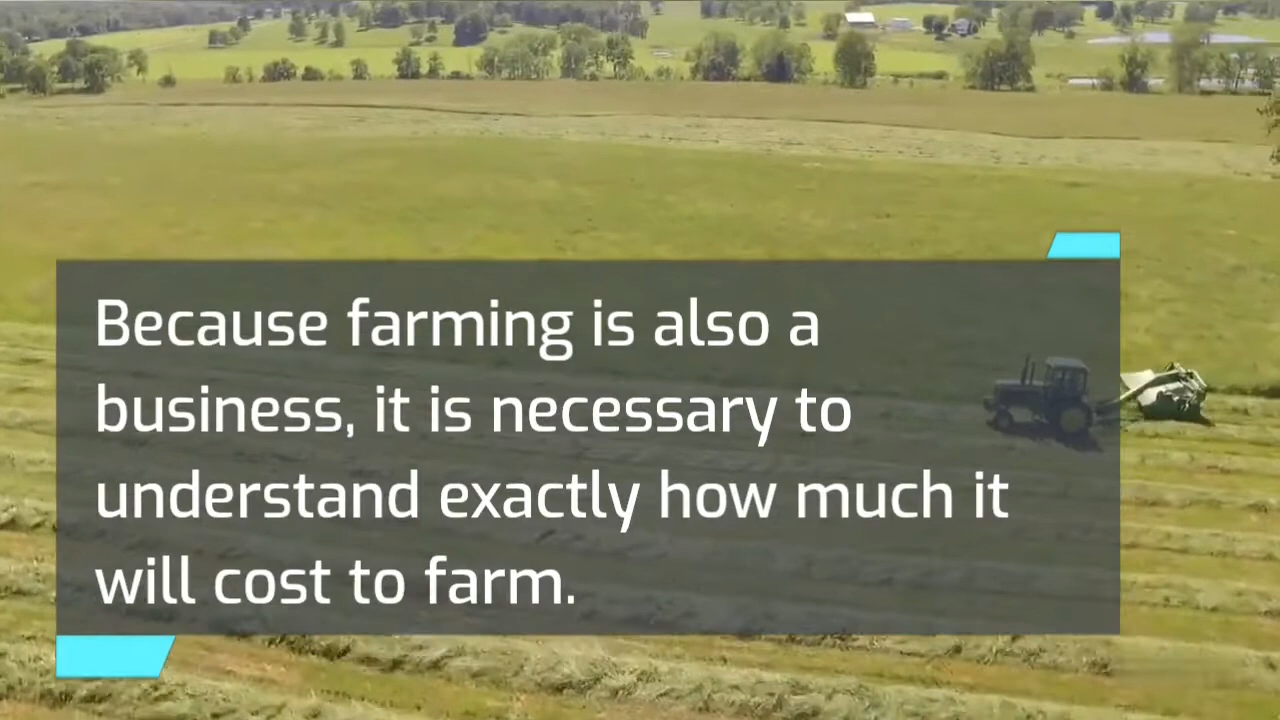 Because farming is also a
business, it is necessary to
understand exactly how much it
will cost to farm.